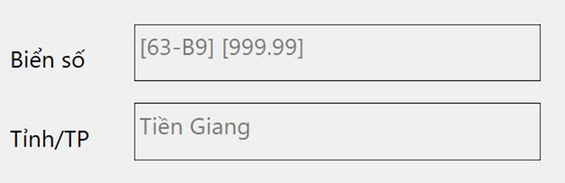 Biển số [63-B9] [999.99]
Tỉnh/TP Tiền Giang